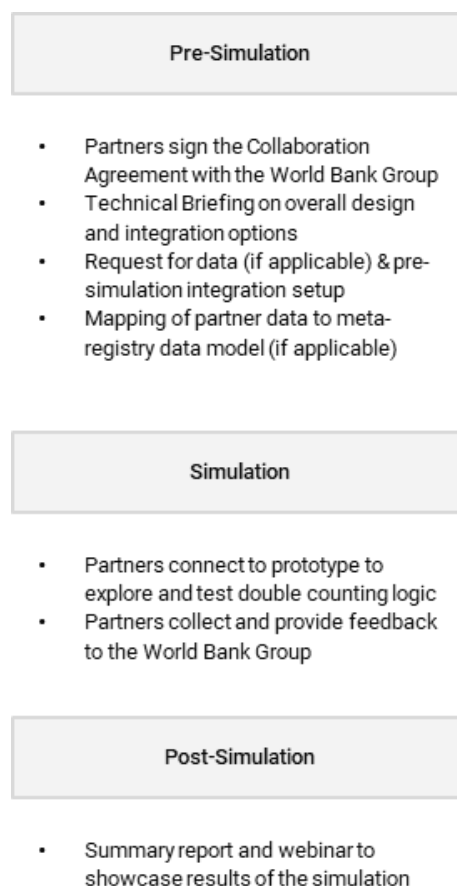 Pre-Simulation
• Partners sign the Collaboration
Agreement with the World Bank Group
• Technical Briefing on overall design
and integration options
• Request for data (if applicable) & pre-
simulation integration setup
• Mapping of partner data to meta-
registry data model (if applicable)
Simulation
• Partners connect to prototype to
explore and test double counting logic
• Partners collect and provide feedback
to the World Bank Group
Post-Simulation
• Summary report and webinar to
showcase results of the simulation